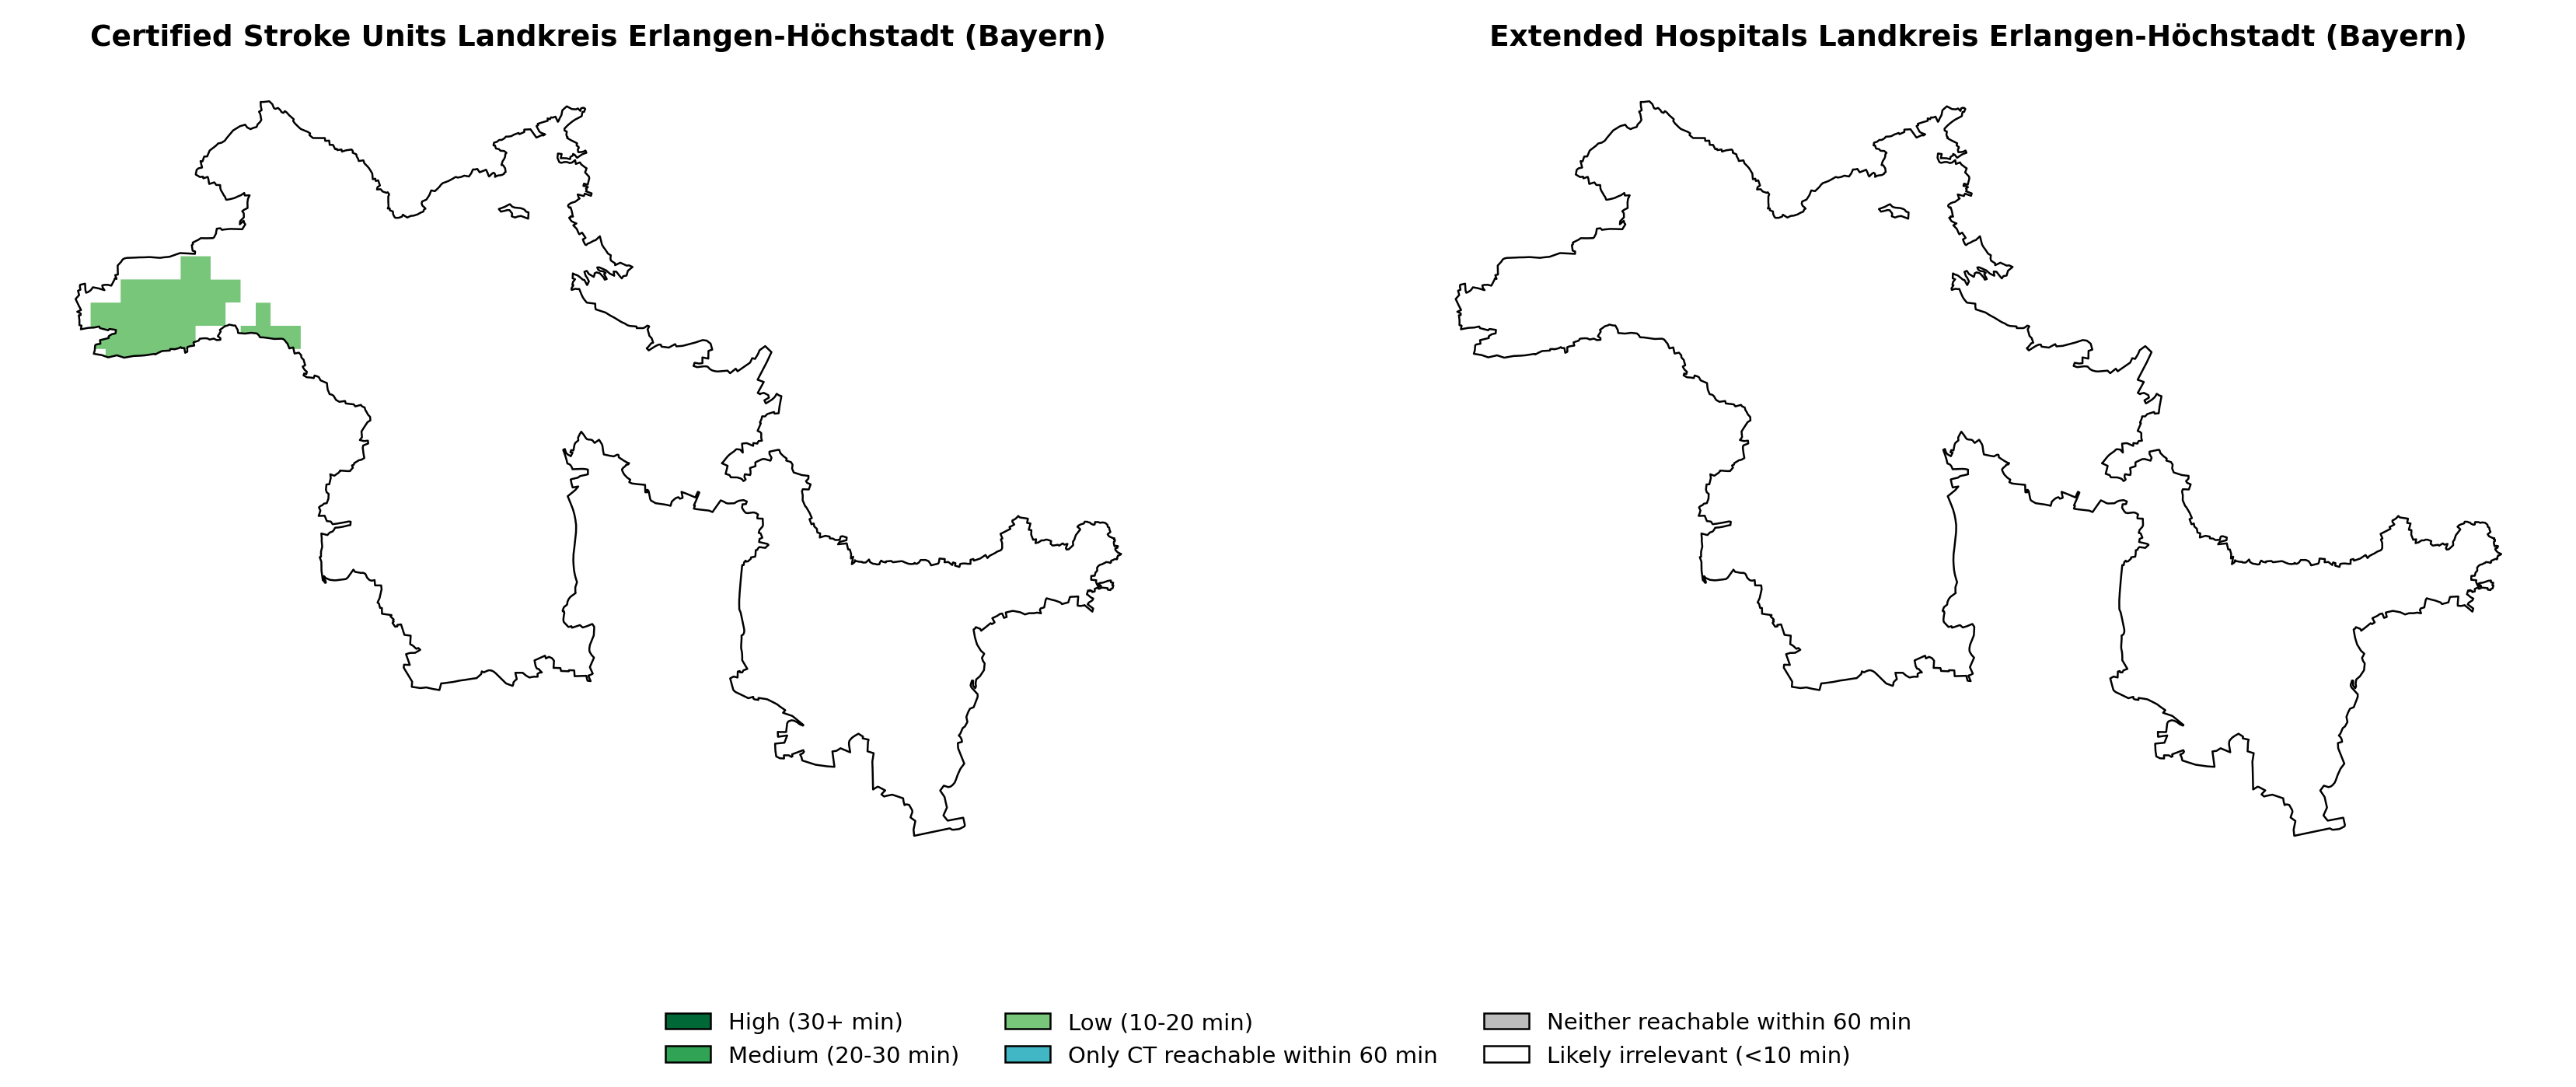 Certified Stroke Units Landkreis Erlangen-Höchstadt (Bayern)
Extended Hospitals Landkreis Erlangen-Höchstadt (Bayern)
High (30+ min)
Medium (20-30 min)
Low (10-20 min)
Only CT reachable within 60 min
Neither reachable within 60 min
Likely irrelevant (<10 min)